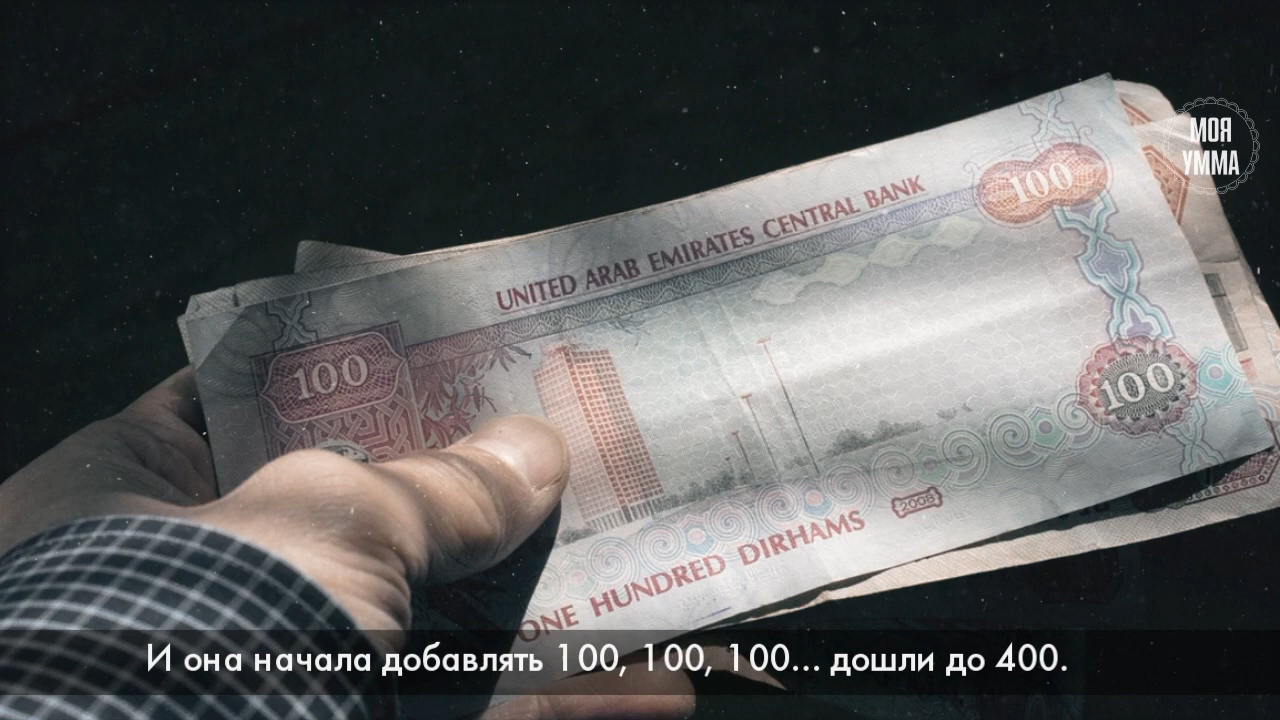 МОЯ
УММА
100
UNITED ARAB EMIRATES CENTRAL BANK
100
100
2008
ONE HUNDRED DIRHAMS
И она начала добавлять 100, 100, 100... дошли до 400.